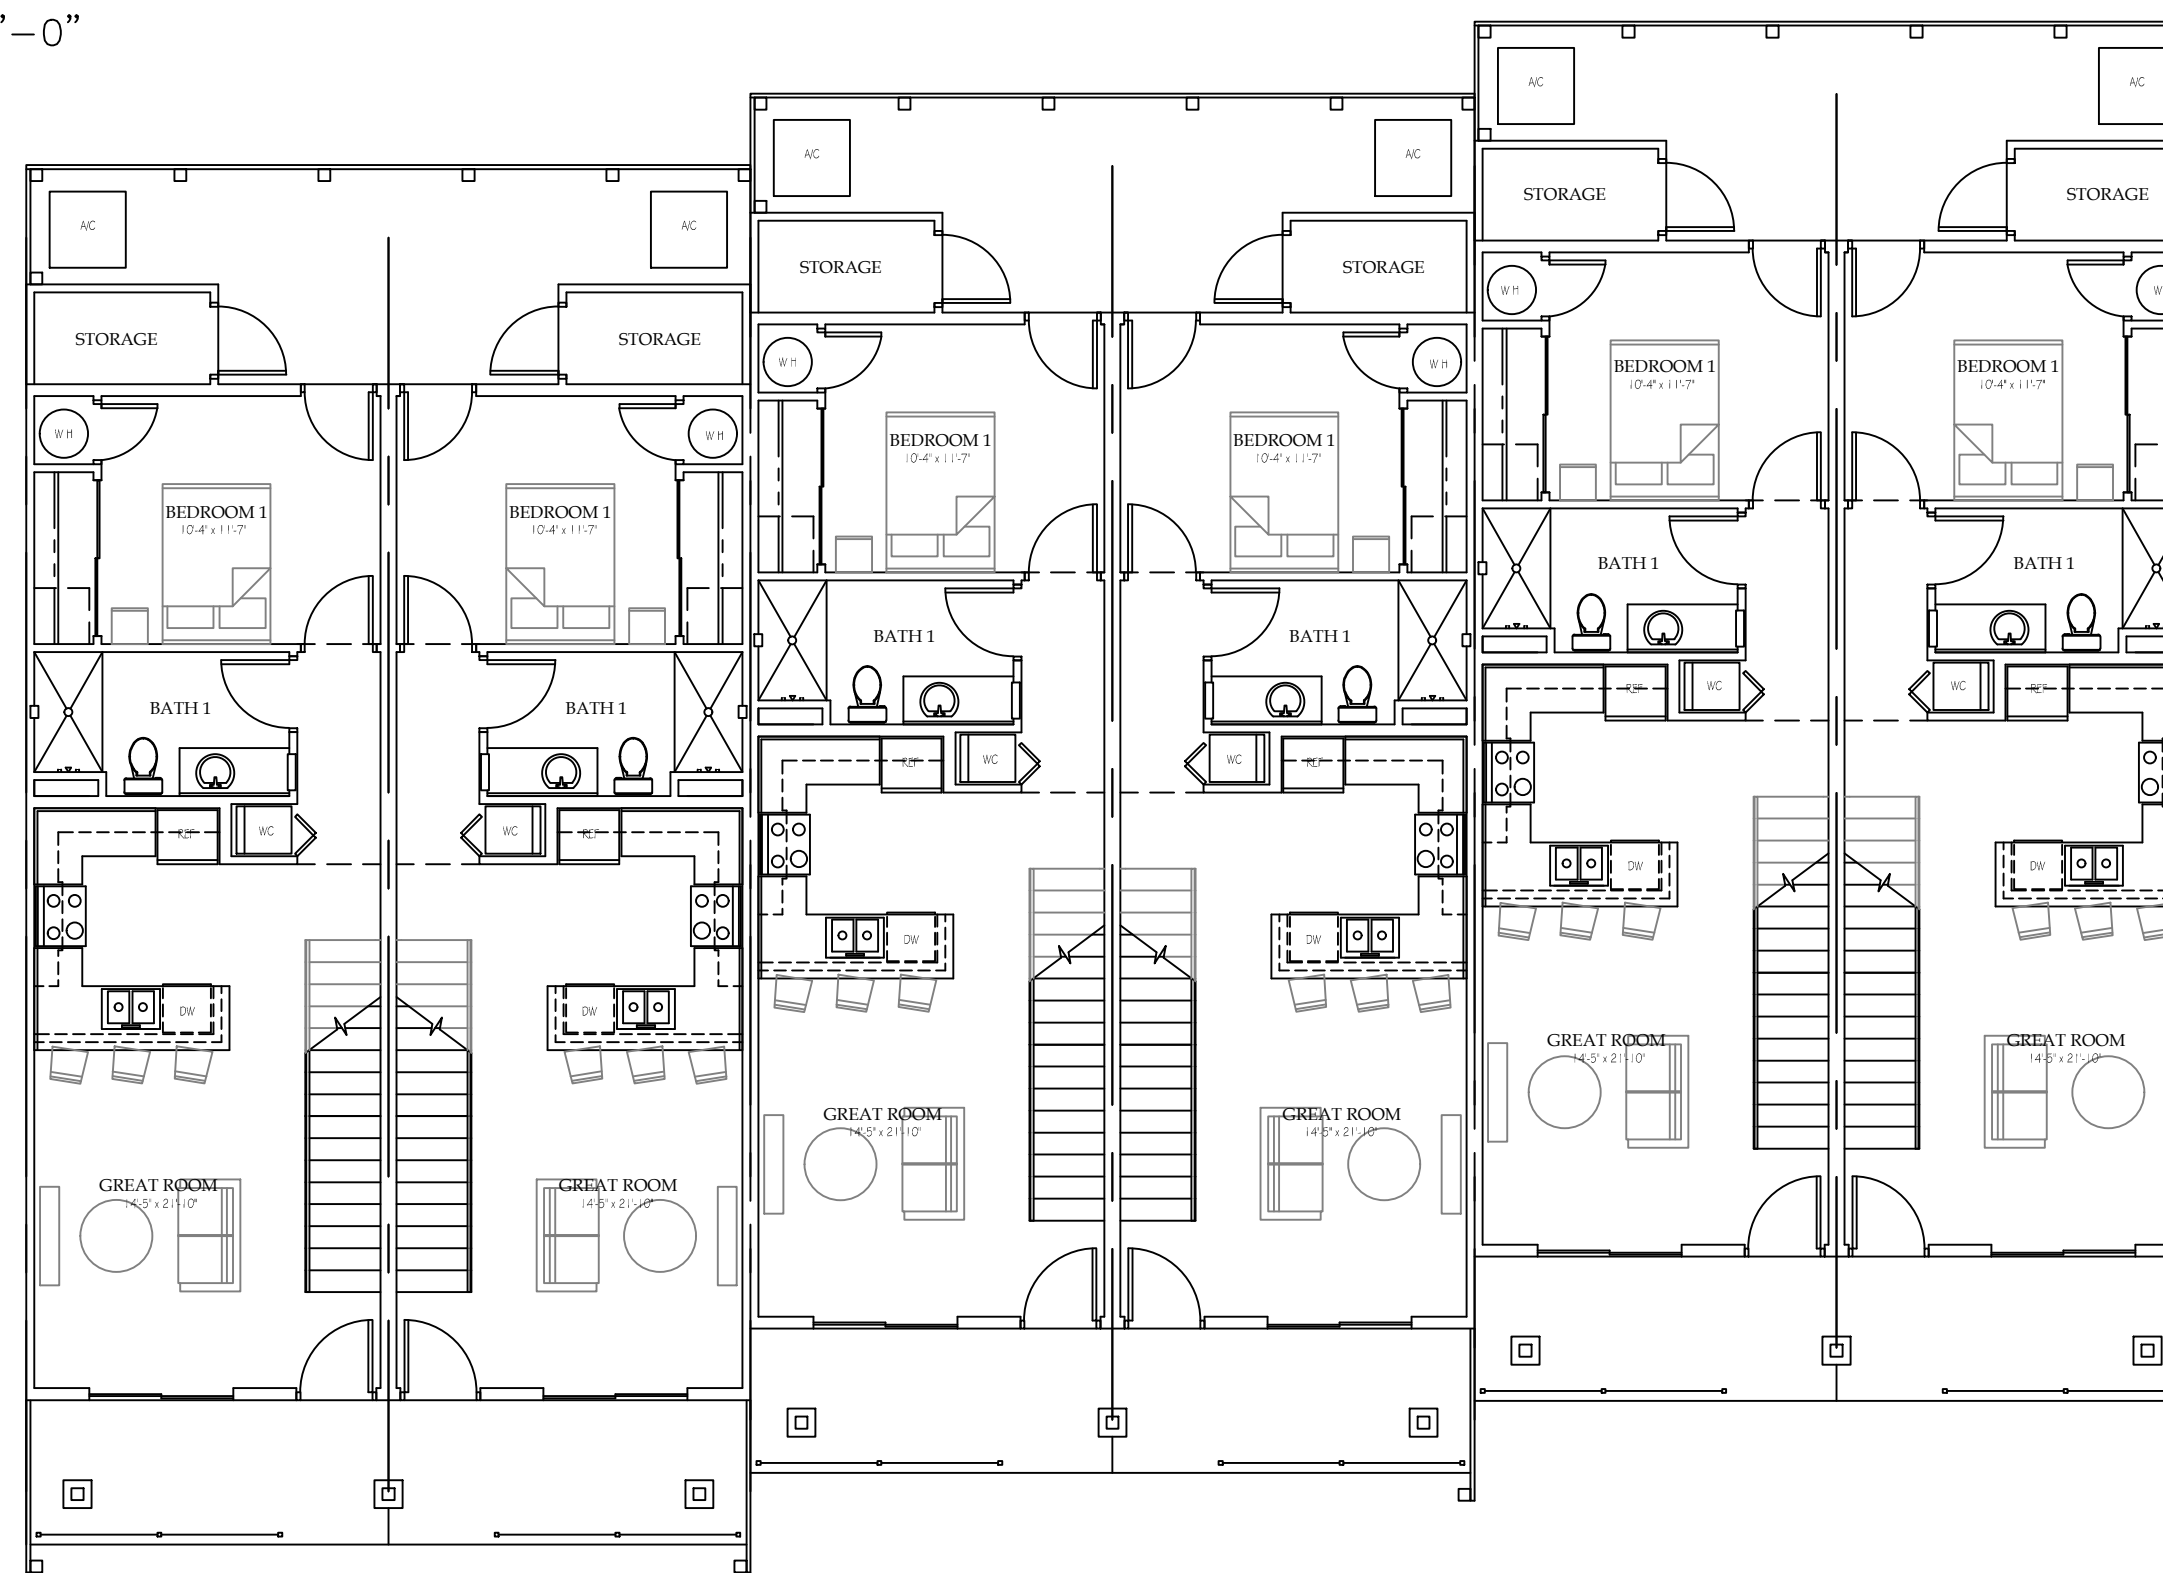 '-0"
A/C
A/C
STORAGE
STORAGE
W H
W H
BEDROOM 1
10'-4" x 11'-7"
BEDROOM 1
10'-4" x 11'-7"
BATH 1
BATH 1
REF
WC
WC
REF
DW
DW
GREAT ROOM
14'-5" x 21'-10"
GREAT ROOM
14'-5" x 21'-10"
A/C
A/C
STORAGE
STORAGE
W H
W H
BEDROOM 1
10'-4" x 11'-7"
BEDROOM 1
10'-4" x 11'-7"
BATH 1
BATH 1
REF
WC
WC
REF
DW
DW
GREAT ROOM
14'-5" x 21'-10"
GREAT ROOM
14'-5" x 21'-10"
A/C
A/C
STORAGE
STORAGE
W H
W
BEDROOM 1
10'-4" x 11'-7"
BEDROOM 1
10'-4" x 11'-7"
BATH 1
BATH 1
REF
WC
WC
REF
DW
DW
GREAT ROOM
14'-5" x 21'-10"
GREAT ROOM
14'-5" x 21'-10"